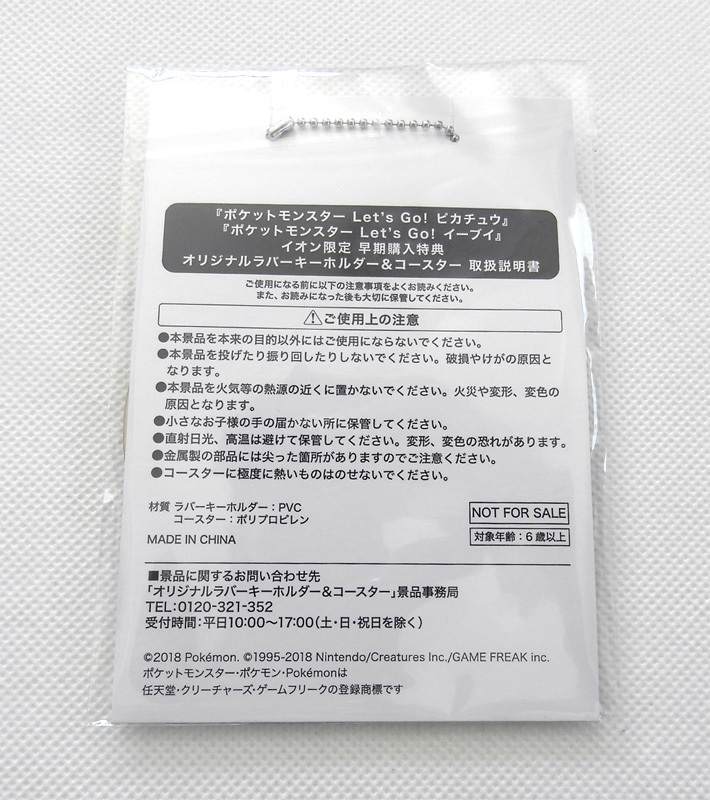 『ポケットモンスター Let's Go! ピカチュウ』
『ポケットモンスター Let's Go! イーブイ』
イオン限定 早期購入特典
オリジナルラバーキーホルダー＆コースター 取扱説明書
ご使用になる前に以下の注意事項をよくお読みください。
また、お読みになった後も大切に保管してください。
⚠ご使用上の注意
●本景品を本来の目的以外にはご使用にならないでください。
●本景品を投げたり振り回したりしないでください。破損やけがの原因と
なります。
●本景品を火気等の熱源の近くに置かないでください。火災や変形、変色の
原因となります。
●小さなお子様の手の届かない所に保管してください。
●直射日光、高温は避けて保管してください。変形、変色の恐れがあります。
●金属製の部品には尖った箇所がありますのでご注意ください。
●コースターに極度に熱いものはのせないでください。
材質 ラバーキーホルダー：PVC
コースター：ポリプロピレン
MADE IN CHINA
NOT FOR SALE
対象年齢：6歳以上
■景品に関するお問い合わせ先
「オリジナルラバーキーホルダー＆コースター」景品事務局
TEL：0120-321-352
受付時間：平日10:00〜17:00（土・日・祝日を除く）
©2018 Pokémon. ©1995-2018 Nintendo/Creatures Inc./GAME FREAK inc.
ポケットモンスター・ポケモン・Pokémonは
任天堂・クリーチャーズ・ゲームフリークの登録商標です